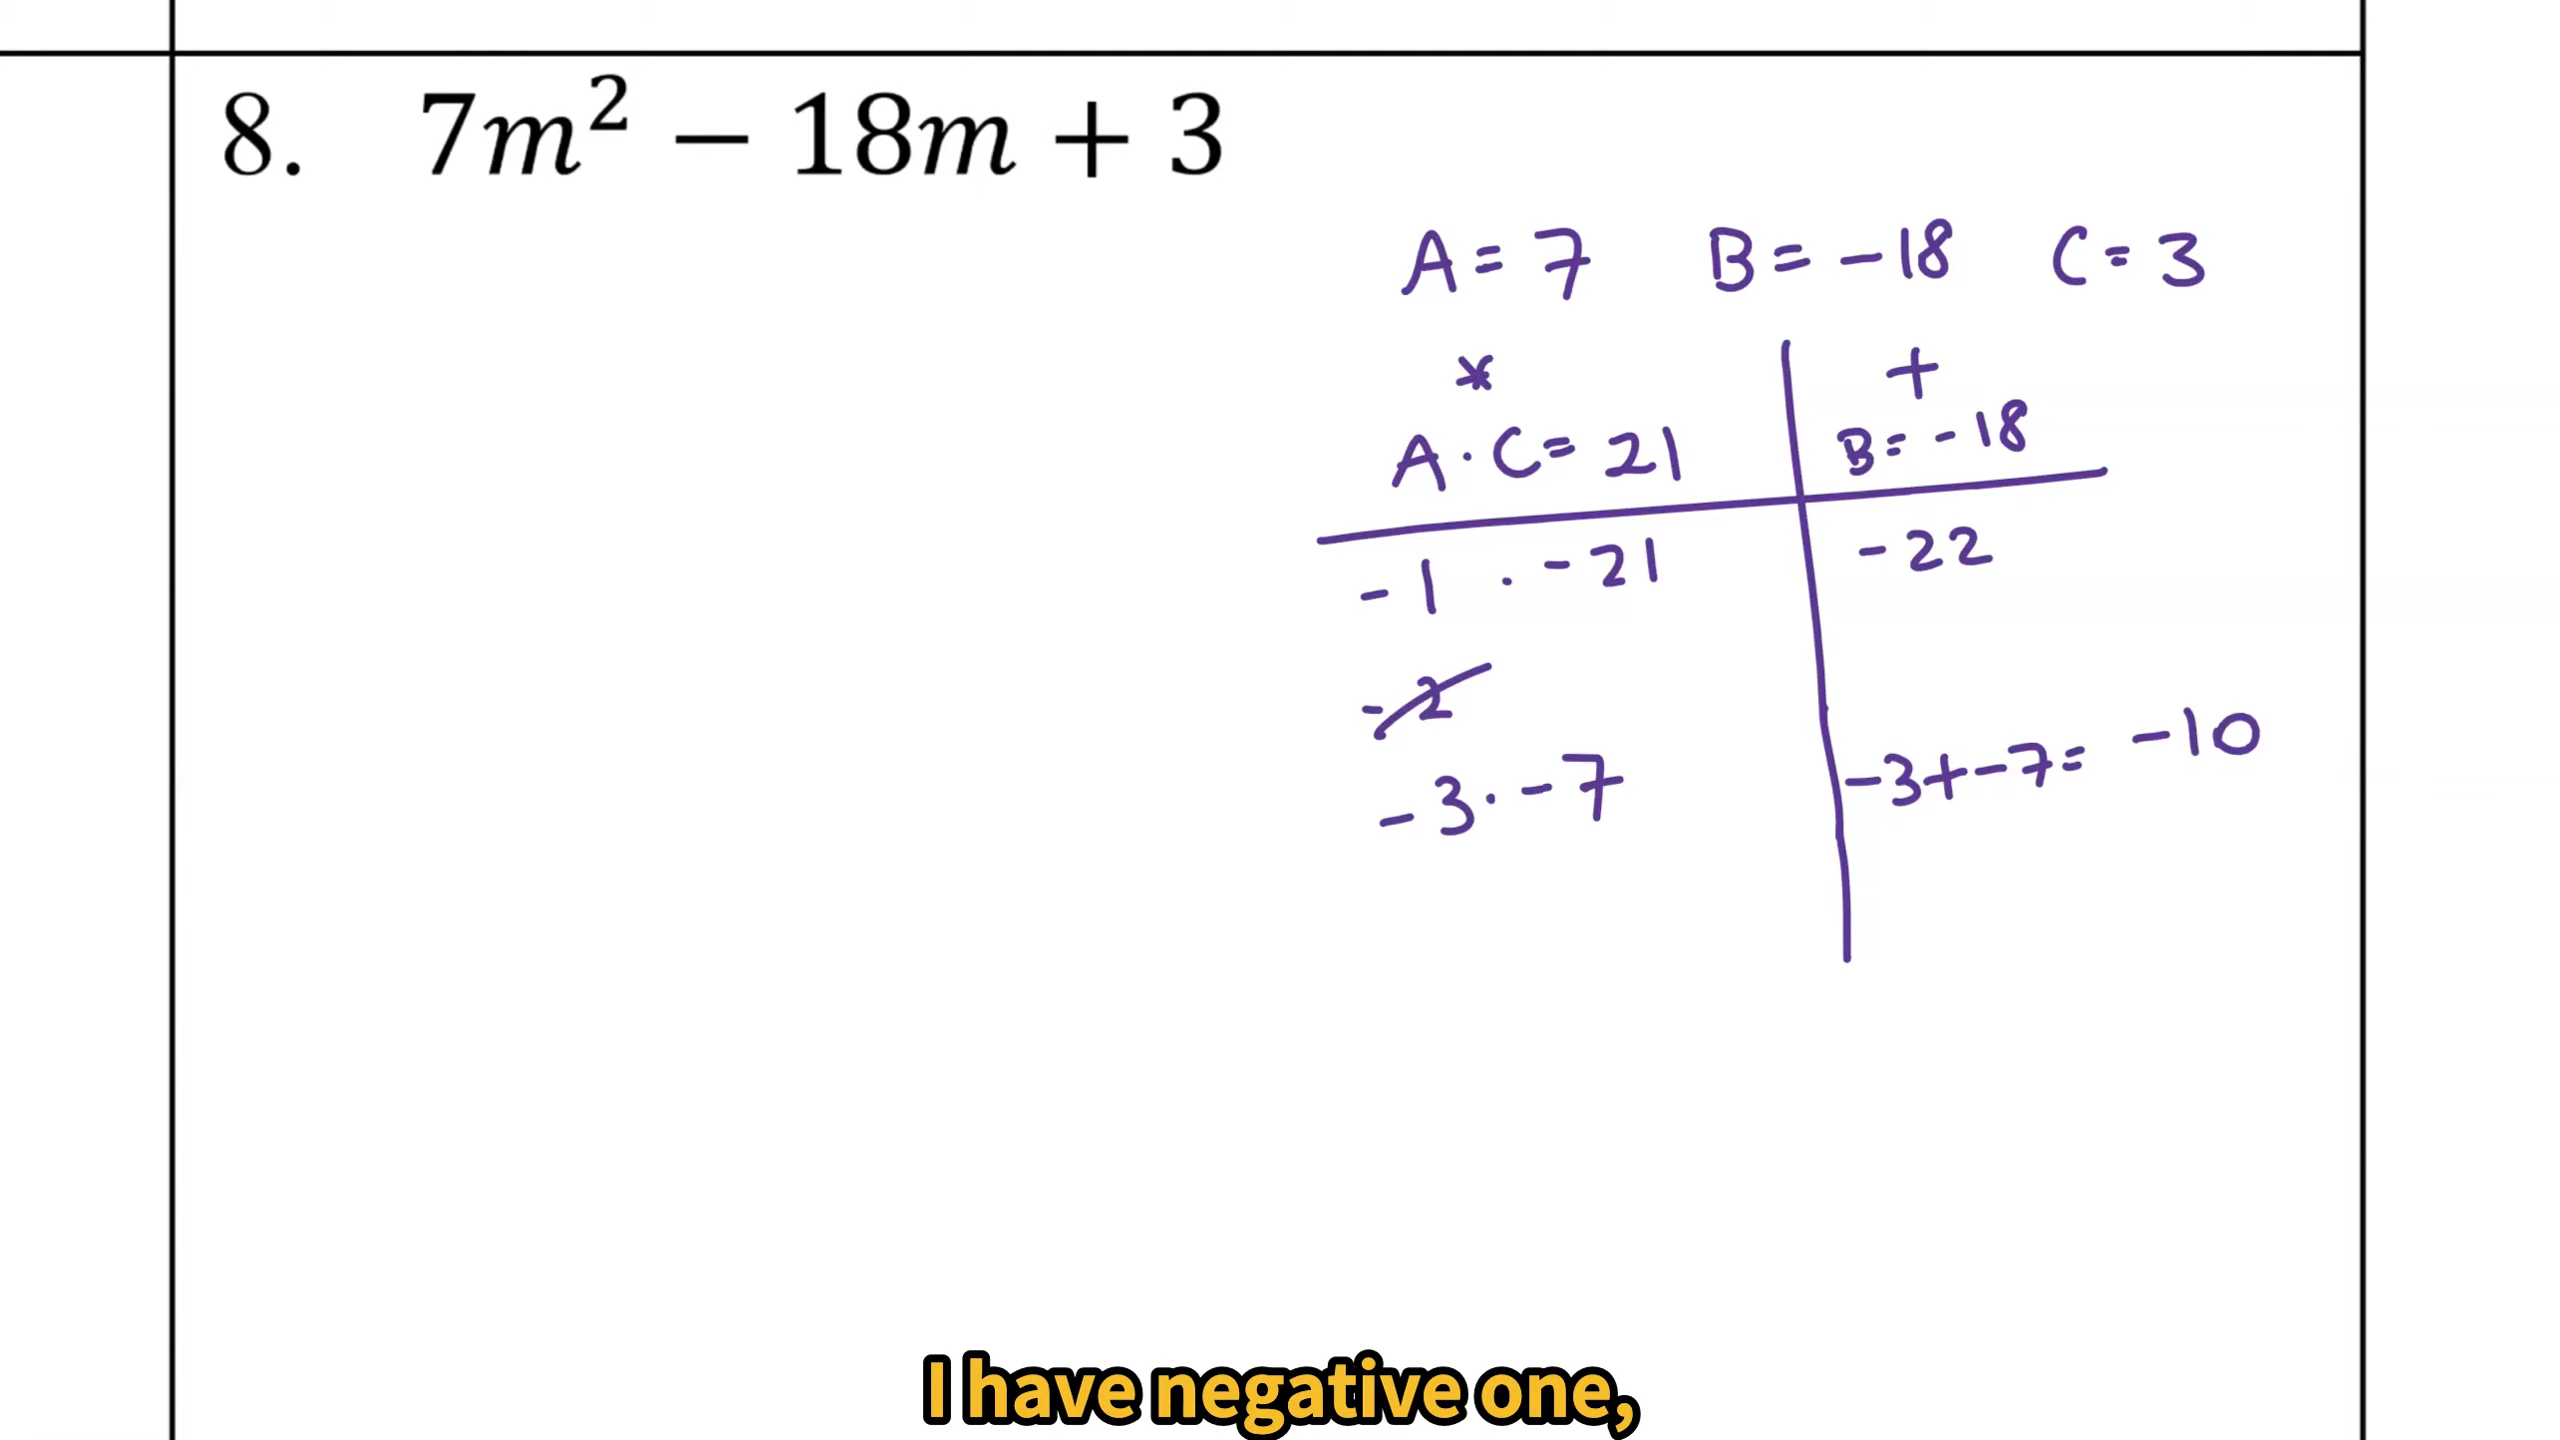 8. 7m² − 18m + 3
A = 7 B = -18 C = 3
* +
A · C = 21 B = -18
-1 · -21 -22
-2
-3 · -7 -3 + -7 = -10
I have negative one,